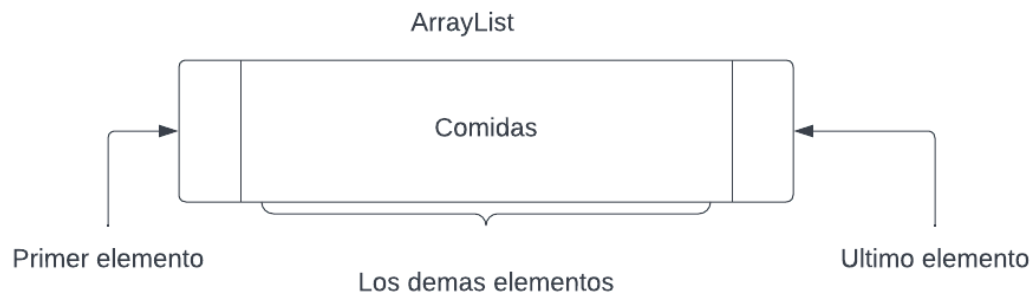 ArrayList
Comidas
Primer elemento
Ultimo elemento
Los demas elementos